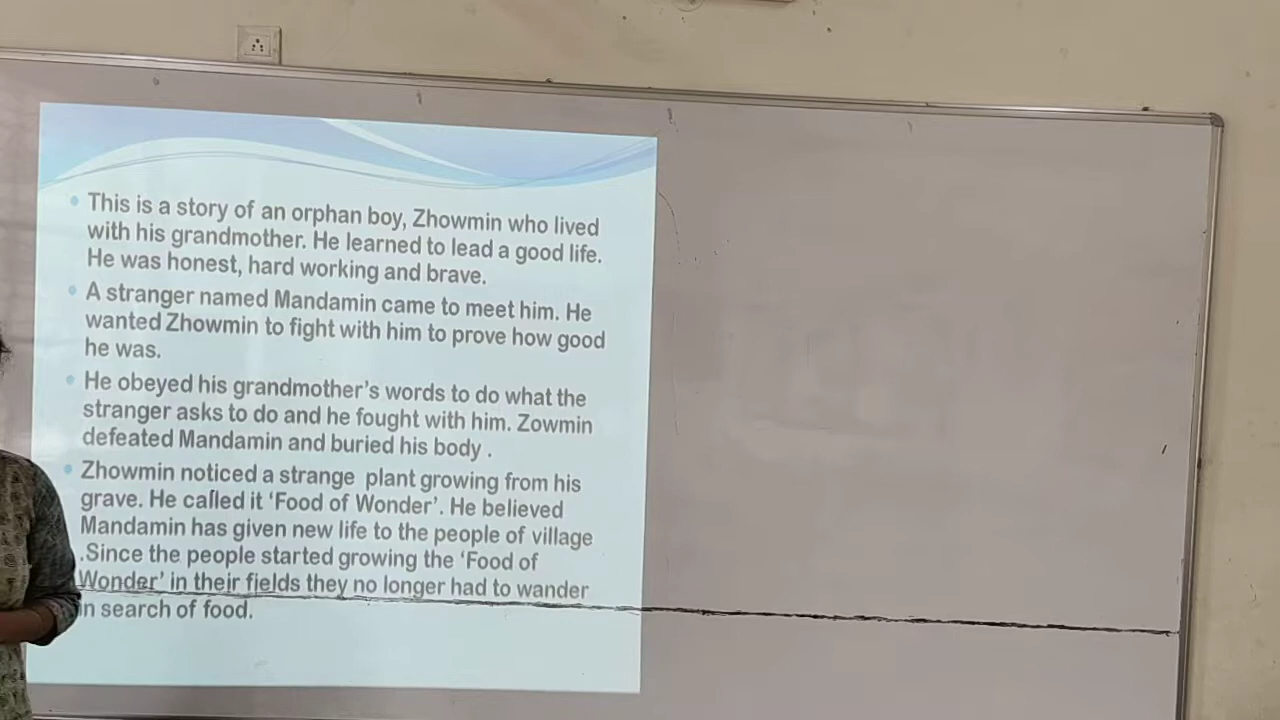 This is a story of an orphan boy, Zhowmin who lived
with his grandmother. He learned to lead a good life.
He was honest, hard working and brave.
A stranger named Mandamin came to meet him. He
wanted Zhowmin to fight with him to prove how good
he was.
He obeyed his grandmother's words to do what the
stranger asks to do and he fought with him. Zowmin
defeated Mandamin and buried his body .
Zhowmin noticed a strange plant growing from his
grave. He called it ‘Food of Wonder’. He believed
Mandamin has given new life to the people of village
.Since the people started growing the ‘Food of
Wonder’ in their fields they no longer had to wander
in search of food.